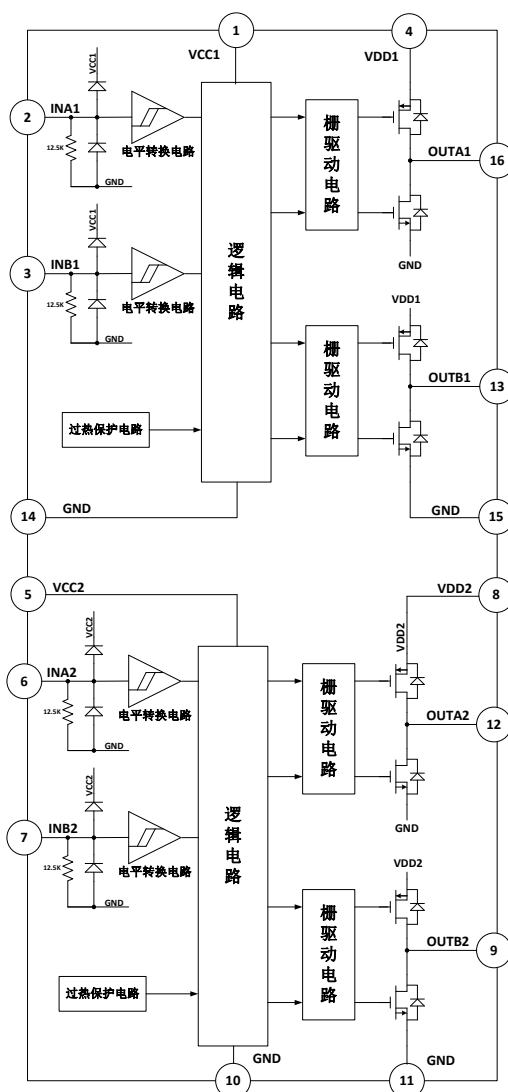 1
4
VCC1
VDD1
VCC1
2
INA1
12.5K
GND
电平转换电路
栅驱动电路
OUTA1
16
GND
VCC1
3
INB1
12.5K
GND
电平转换电路
逻辑电路
VDD1
栅驱动电路
OUTB1
13
过热保护电路
14
GND
GND
15
5
VCC2
VDD2
8
VCC2
VDD2
6
INA2
12.5K
GND
电平转换电路
栅驱动电路
OUTA2
12
GND
VCC2
7
INB2
12.5K
GND
电平转换电路
逻辑电路
VDD2
栅驱动电路
OUTB2
9
过热保护电路
GND
10
GND
11